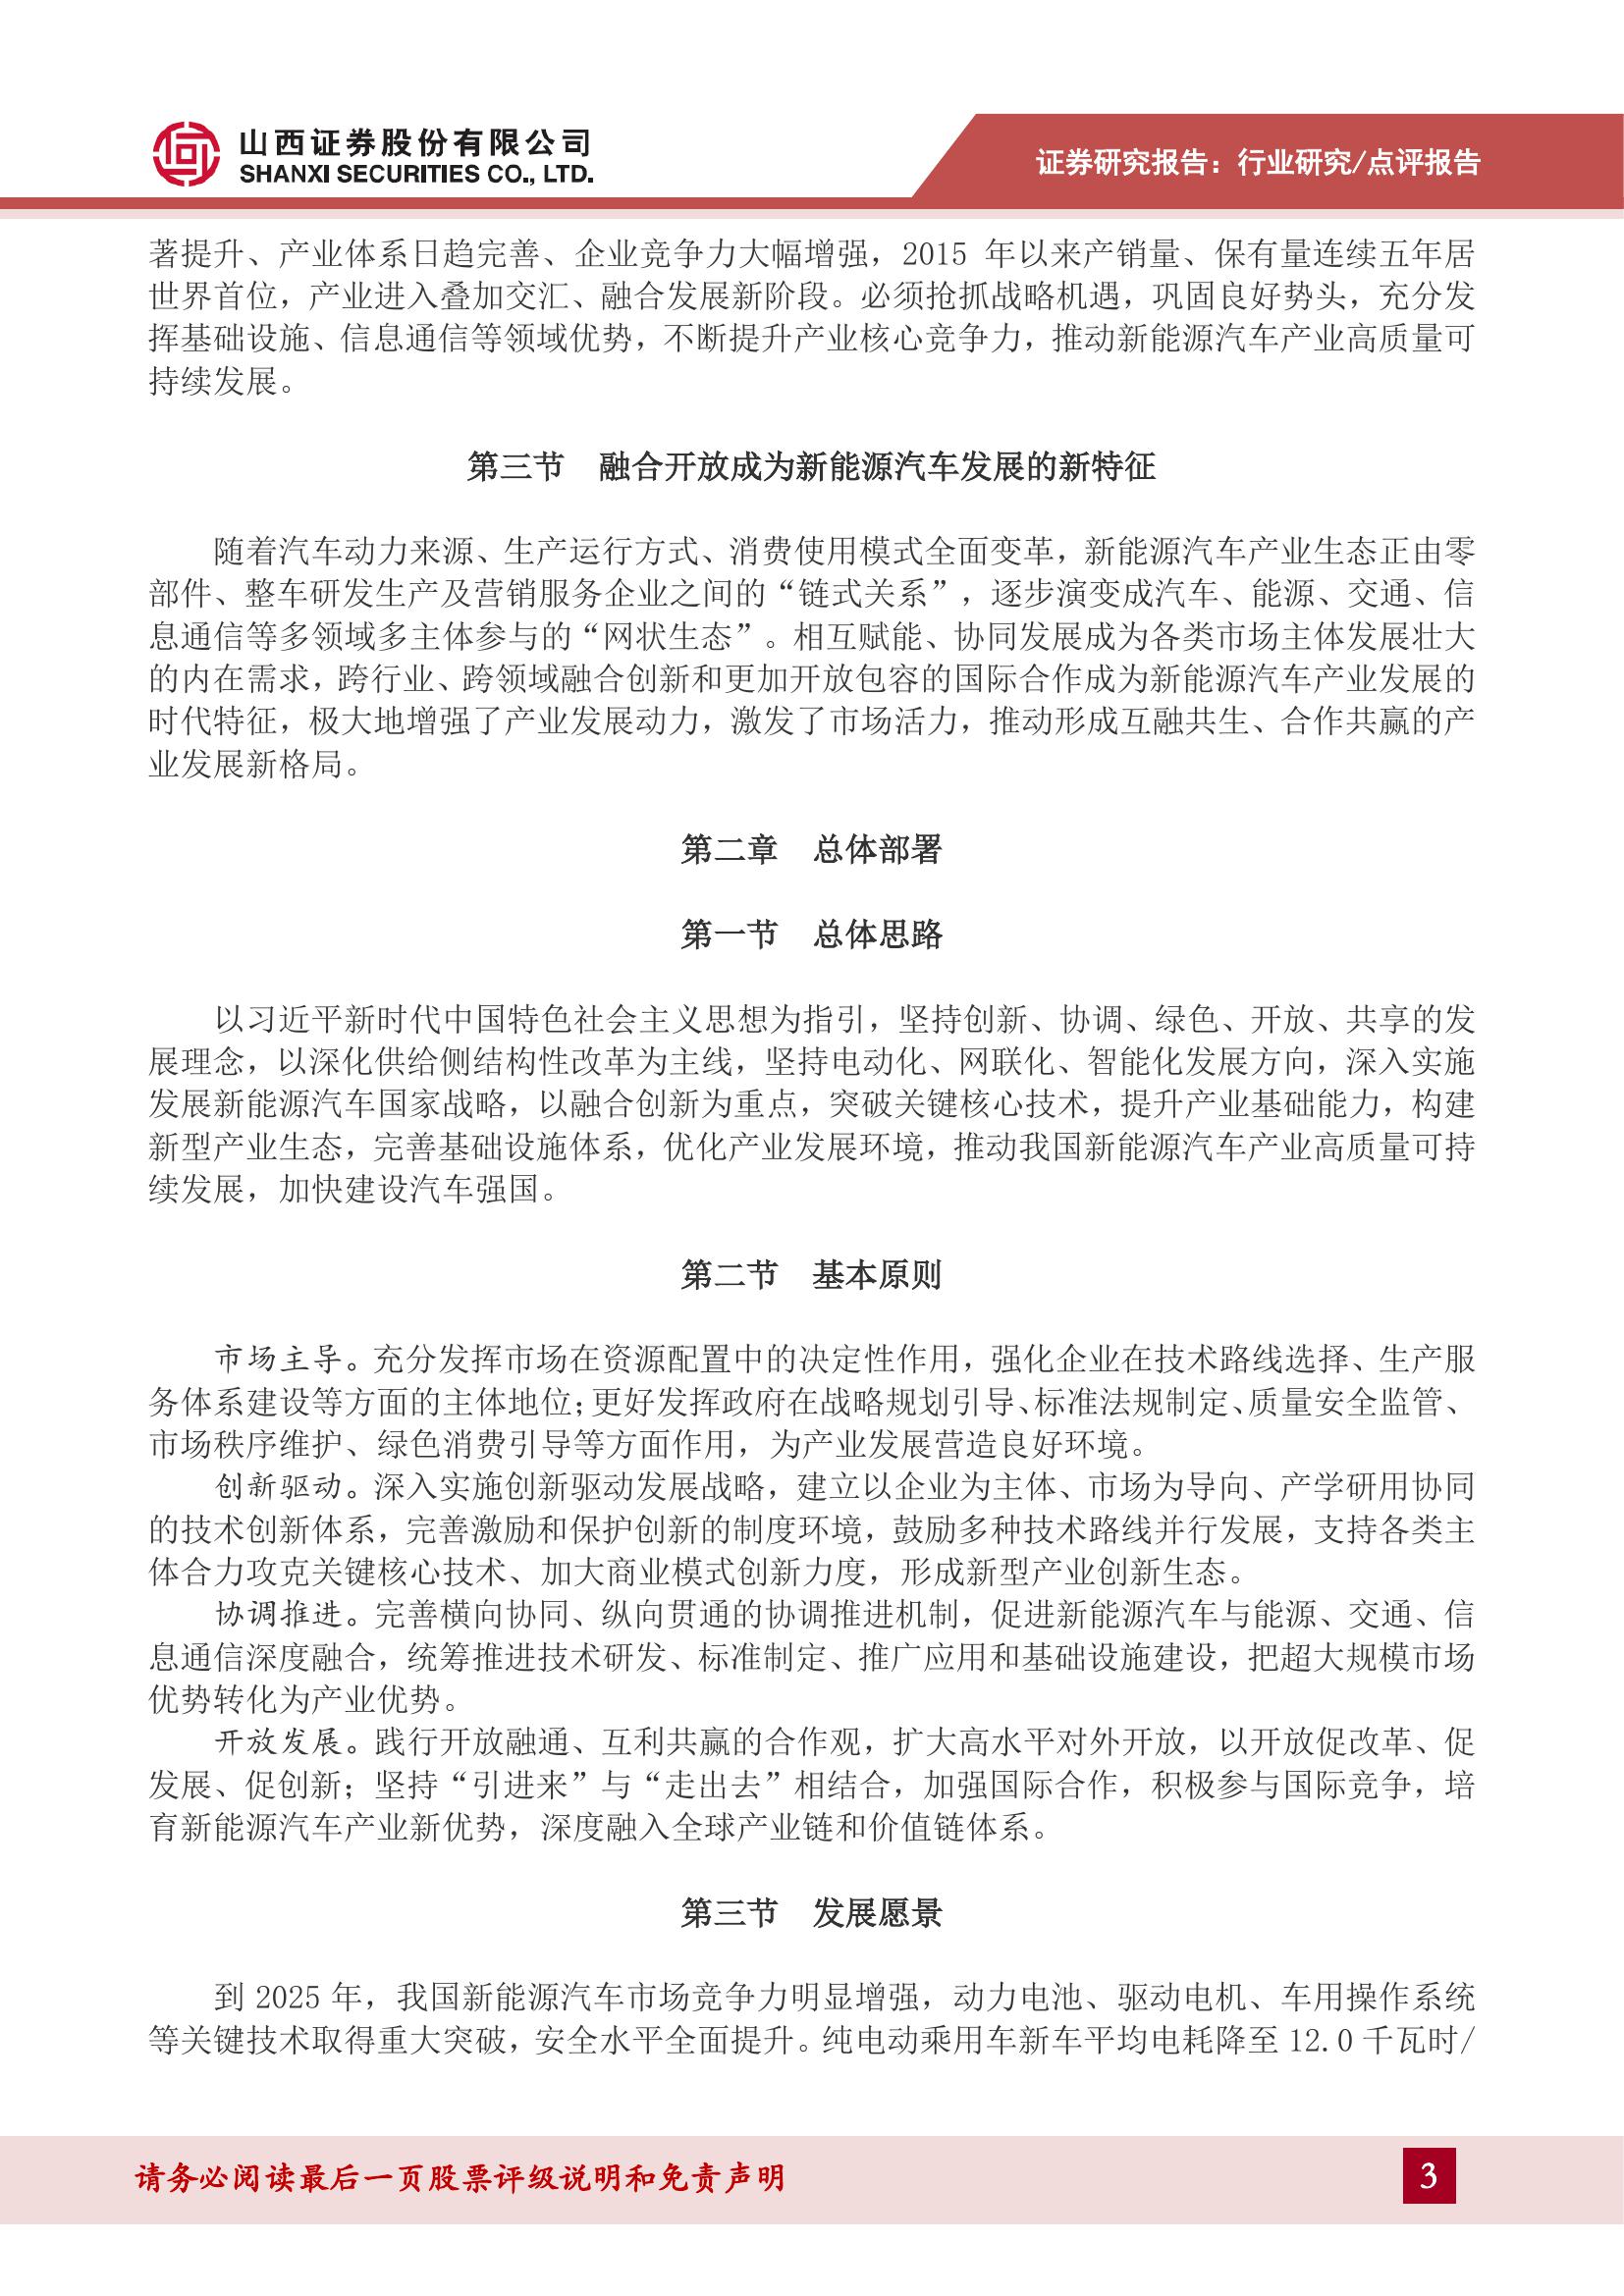 山西证券股份有限公司
SHANXI SECURITIES CO., LTD.
证券研究报告：行业研究/点评报告
著提升、产业体系日趋完善、企业竞争力大幅增强，2015 年以来产销量、保有量连续五年居
世界首位，产业进入叠加交汇、融合发展新阶段。必须抢抓战略机遇，巩固良好势头，充分发
挥基础设施、信息通信等领域优势，不断提升产业核心竞争力，推动新能源汽车产业高质量可
持续发展。
第三节　融合开放成为新能源汽车发展的新特征
随着汽车动力来源、生产运行方式、消费使用模式全面变革，新能源汽车产业生态正由零
部件、整车研发生产及营销服务企业之间的“链式关系”，逐步演变成汽车、能源、交通、信
息通信等多领域多主体参与的“网状生态”。相互赋能、协同发展成为各类市场主体发展壮大
的内在需求，跨行业、跨领域融合创新和更加开放包容的国际合作成为新能源汽车产业发展的
时代特征，极大地增强了产业发展动力，激发了市场活力，推动形成互融共生、合作共赢的产
业发展新格局。
第二章　总体部署
第一节　总体思路
以习近平新时代中国特色社会主义思想为指引，坚持创新、协调、绿色、开放、共享的发
展理念，以深化供给侧结构性改革为主线，坚持电动化、网联化、智能化发展方向，深入实施
发展新能源汽车国家战略，以融合创新为重点，突破关键核心技术，提升产业基础能力，构建
新型产业生态，完善基础设施体系，优化产业发展环境，推动我国新能源汽车产业高质量可持
续发展，加快建设汽车强国。
第二节　基本原则
市场主导。充分发挥市场在资源配置中的决定性作用，强化企业在技术路线选择、生产服
务体系建设等方面的主体地位；更好发挥政府在战略规划引导、标准法规制定、质量安全监管、
市场秩序维护、绿色消费引导等方面作用，为产业发展营造良好环境。
创新驱动。深入实施创新驱动发展战略，建立以企业为主体、市场为导向、产学研用协同
的技术创新体系，完善激励和保护创新的制度环境，鼓励多种技术路线并行发展，支持各类主
体合力攻克关键核心技术、加大商业模式创新力度，形成新型产业创新生态。
协调推进。完善横向协同、纵向贯通的协调推进机制，促进新能源汽车与能源、交通、信
息通信深度融合，统筹推进技术研发、标准制定、推广应用和基础设施建设，把超大规模市场
优势转化为产业优势。
开放发展。践行开放融通、互利共赢的合作观，扩大高水平对外开放，以开放促改革、促
发展、促创新；坚持“引进来”与“走出去”相结合，加强国际合作，积极参与国际竞争，培
育新能源汽车产业新优势，深度融入全球产业链和价值链体系。
第三节　发展愿景
到 2025 年，我国新能源汽车市场竞争力明显增强，动力电池、驱动电机、车用操作系统
等关键技术取得重大突破，安全水平全面提升。纯电动乘用车新车平均电耗降至 12.0 千瓦时/
请务必阅读最后一页股票评级说明和免责声明
3